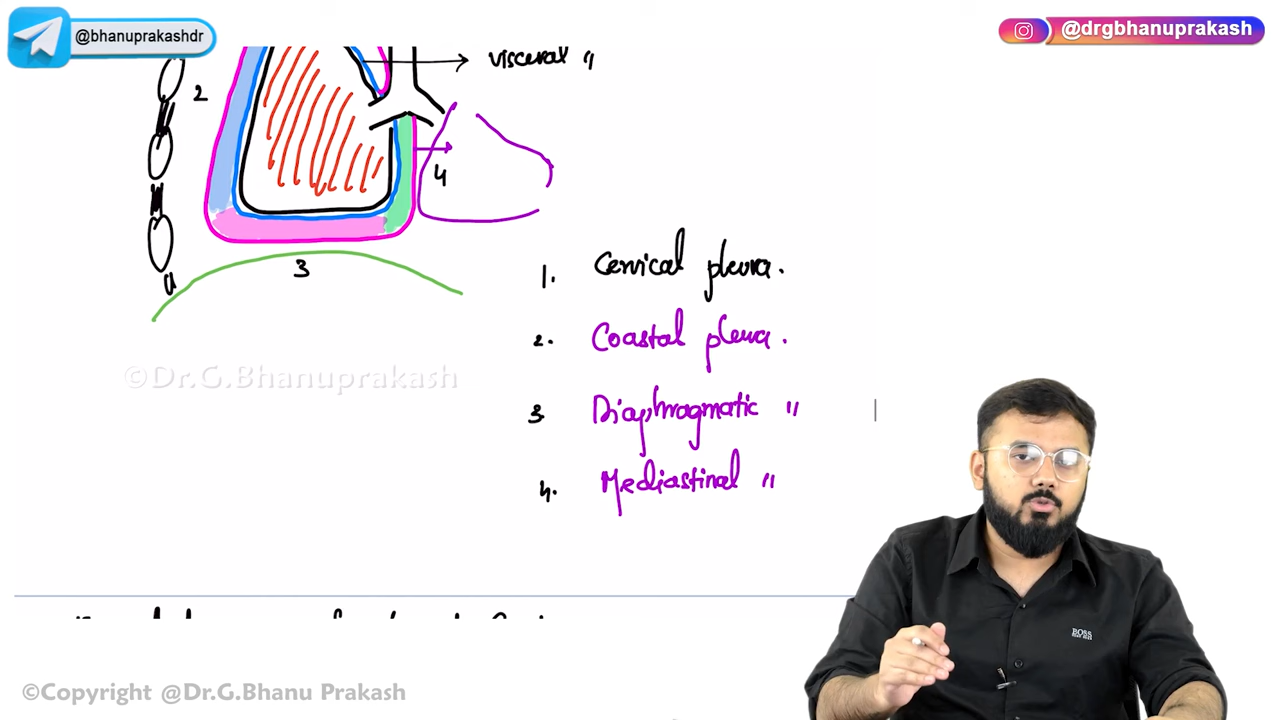 @bhanuprakashdr
@drgbhanuprakash
visceral "
2
4
3
1. Cervical pleura.
2. Coastal pleura.
3. Diaphragmatic "
4. Mediastinal "
©Dr.G.Bhanuprakash
BOSS
©Copyright @Dr.G.Bhanu Prakash